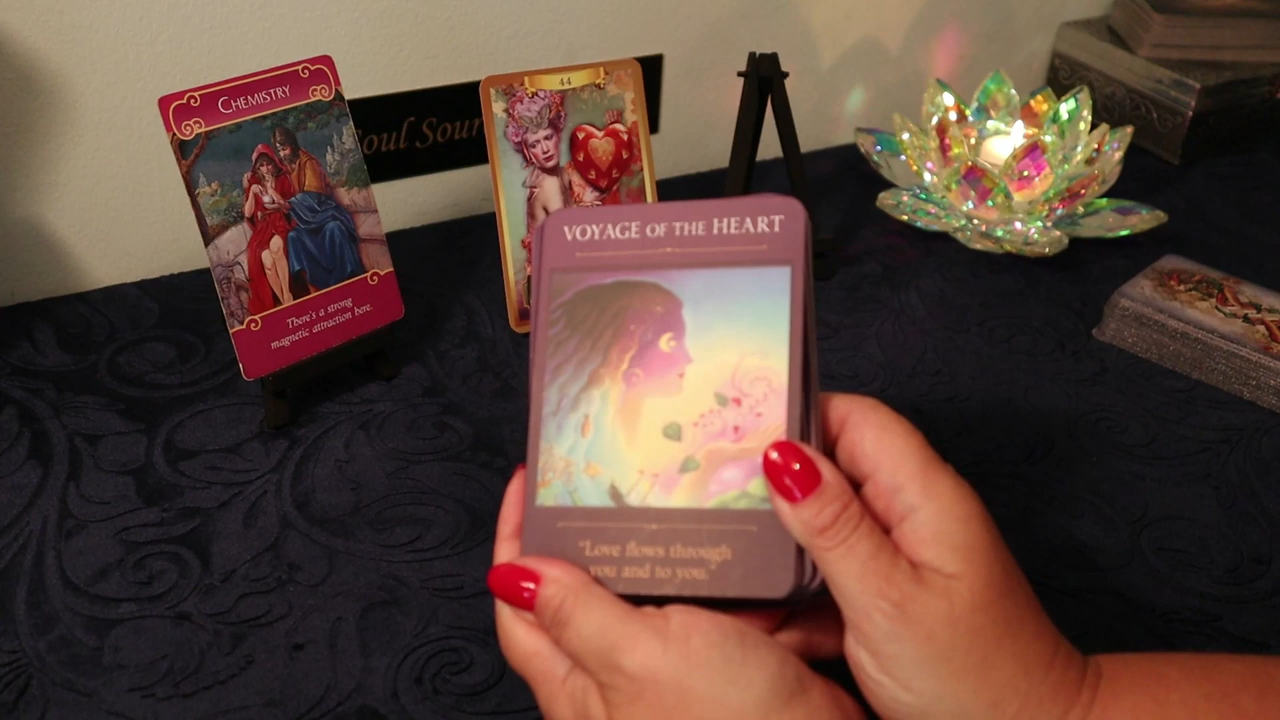 CHEMISTRY
There's a strong
magnetic attraction here.
Soul Sour
44
VOYAGE OF THE HEART
"Love flows through
you and to you."